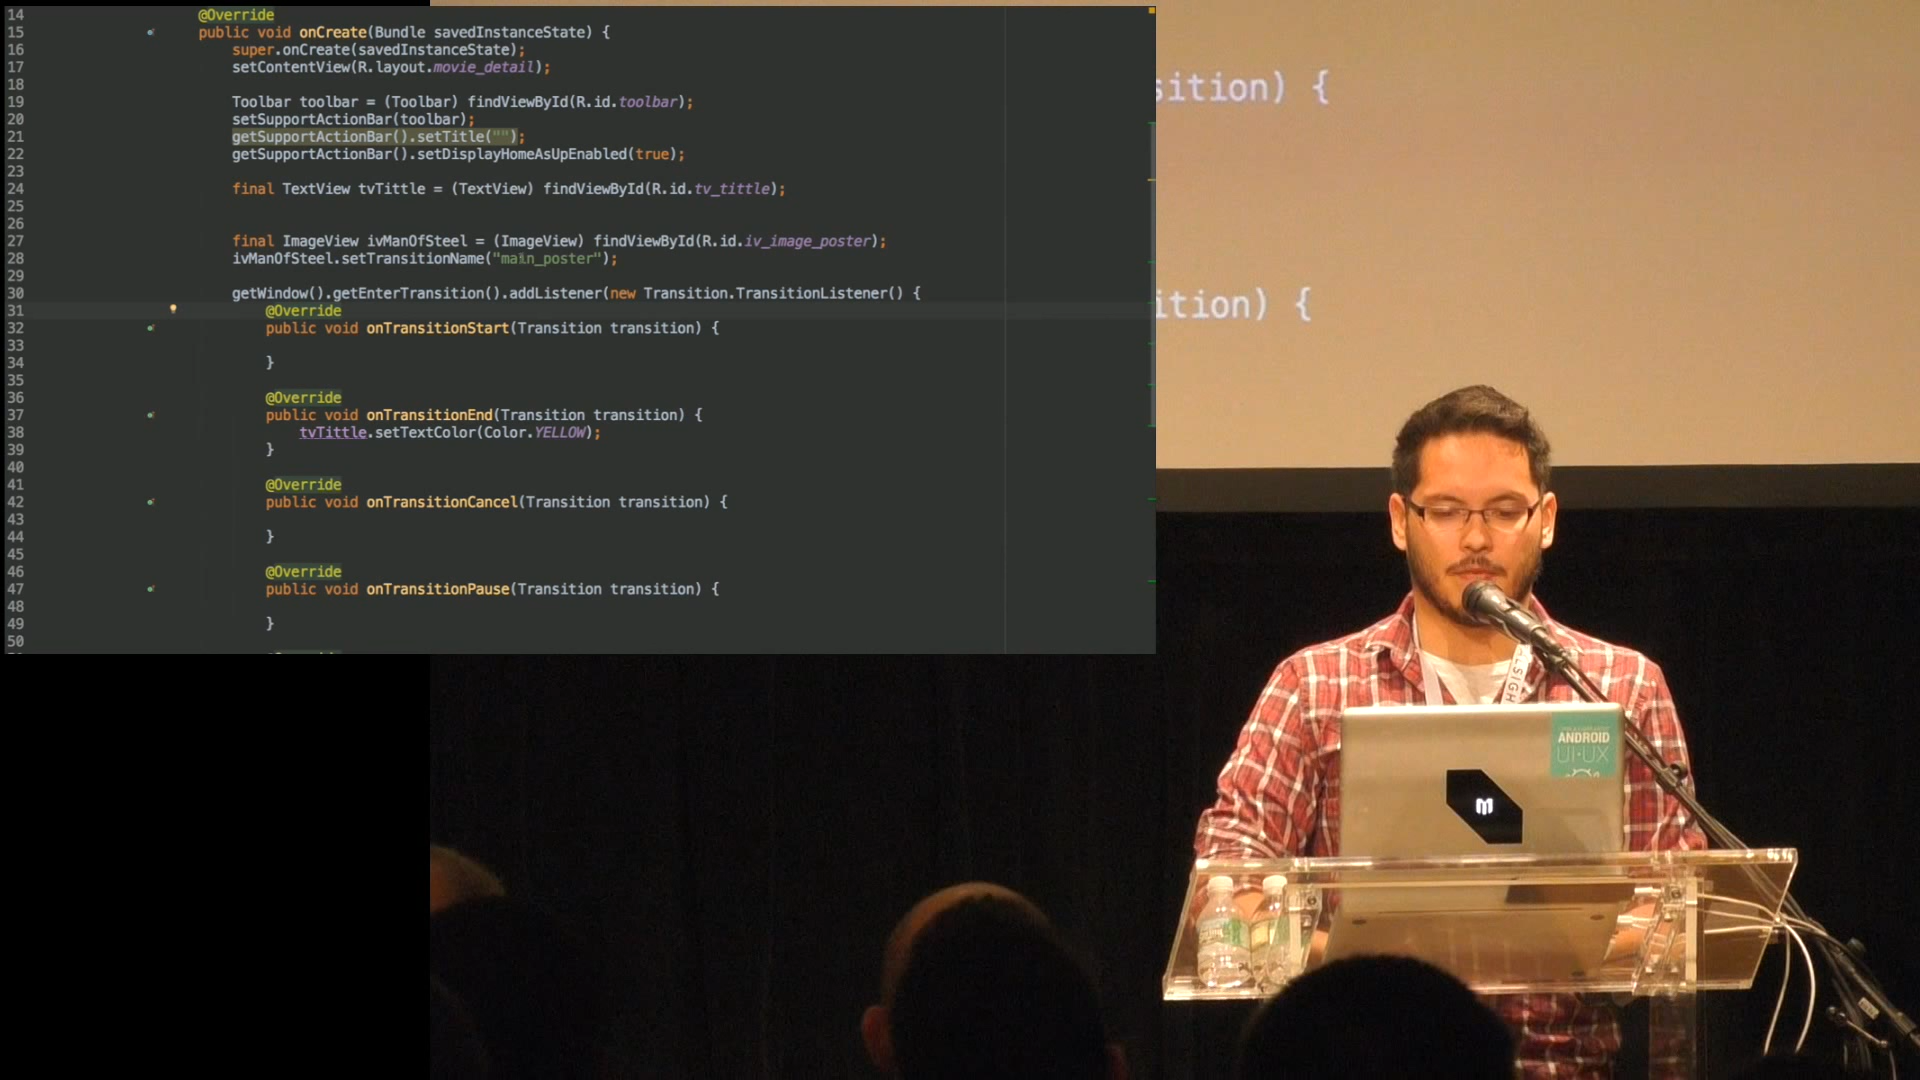 14 @Override
15 public void onCreate(Bundle savedInstanceState) {
16 super.onCreate(savedInstanceState);
17 setContentView(R.layout.movie_detail);
18
19 Toolbar toolbar = (Toolbar) findViewById(R.id.toolbar);
20 setSupportActionBar(toolbar);
21 getSupportActionBar().setTitle("");
22 getSupportActionBar().setDisplayHomeAsUpEnabled(true);
23
24 final TextView tvTittle = (TextView) findViewById(R.id.tv_tittle);
25
26
27 final ImageView ivManOfSteel = (ImageView) findViewById(R.id.iv_image_poster);
28 ivManOfSteel.setTransitionName("main_poster");
29
30 getWindow().getEnterTransition().addListener(new Transition.TransitionListener() {
31 @Override
32 public void onTransitionStart(Transition transition) {
33
34 }
35
36 @Override
37 public void onTransitionEnd(Transition transition) {
38 tvTittle.setTextColor(Color.YELLOW);
39 }
40
41 @Override
42 public void onTransitionCancel(Transition transition) {
43
44 }
45
46 @Override
47 public void onTransitionPause(Transition transition) {
48
49 }
50
sition) {
ition) {
LSIGH
ANDROID
UI·UX